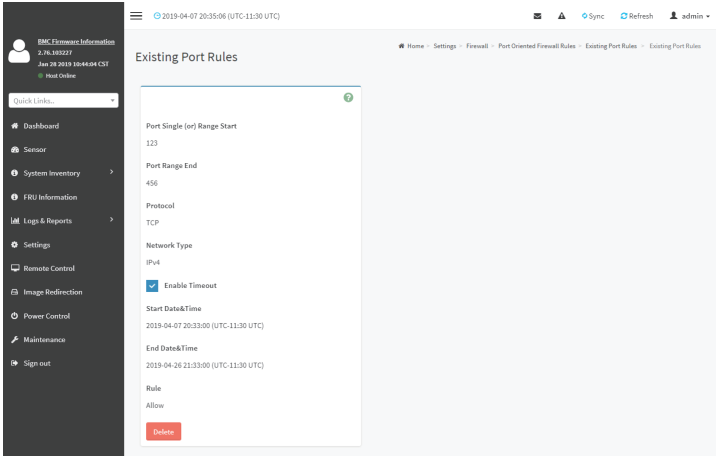 2019-04-07 20:35:06 (UTC-11:30 UTC)
Sync
Refresh
admin
BMC Firmware Information
2.76.103227
Jan 28 2019 10:44:04 CST
Host Online
Quick Links..
Dashboard
Sensor
System Inventory
FRU Information
Logs & Reports
Settings
Remote Control
Image Redirection
Power Control
Maintenance
Sign out
Existing Port Rules
Home - Settings - Firewall - Port Oriented Firewall Rules - Existing Port Rules - Existing Port Rules
Port Single (or) Range Start
123
Port Range End
456
Protocol
TCP
Network Type
IPv4
Enable Timeout
Start Date&Time
2019-04-07 20:33:00 (UTC-11:30 UTC)
End Date&Time
2019-04-26 21:33:00 (UTC-11:30 UTC)
Rule
Allow
Delete